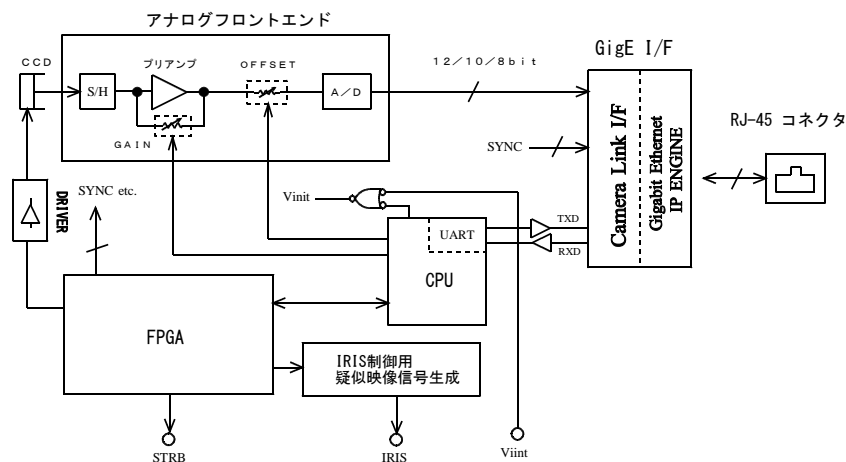 アナログフロントエンド
CCD
S/H
プリアンプ
OFFSET
A/D
GAIN
12/10/8bit
GigE I/F
SYNC
Camera Link I/F
Gigabit Ethernet
IP ENGINE
RJ-45 コネクタ
DRIVER
SYNC etc.
Vinit
UART
TXD
RXD
CPU
FPGA
IRIS制御用
疑似映像信号生成
STRB
IRIS
Viint